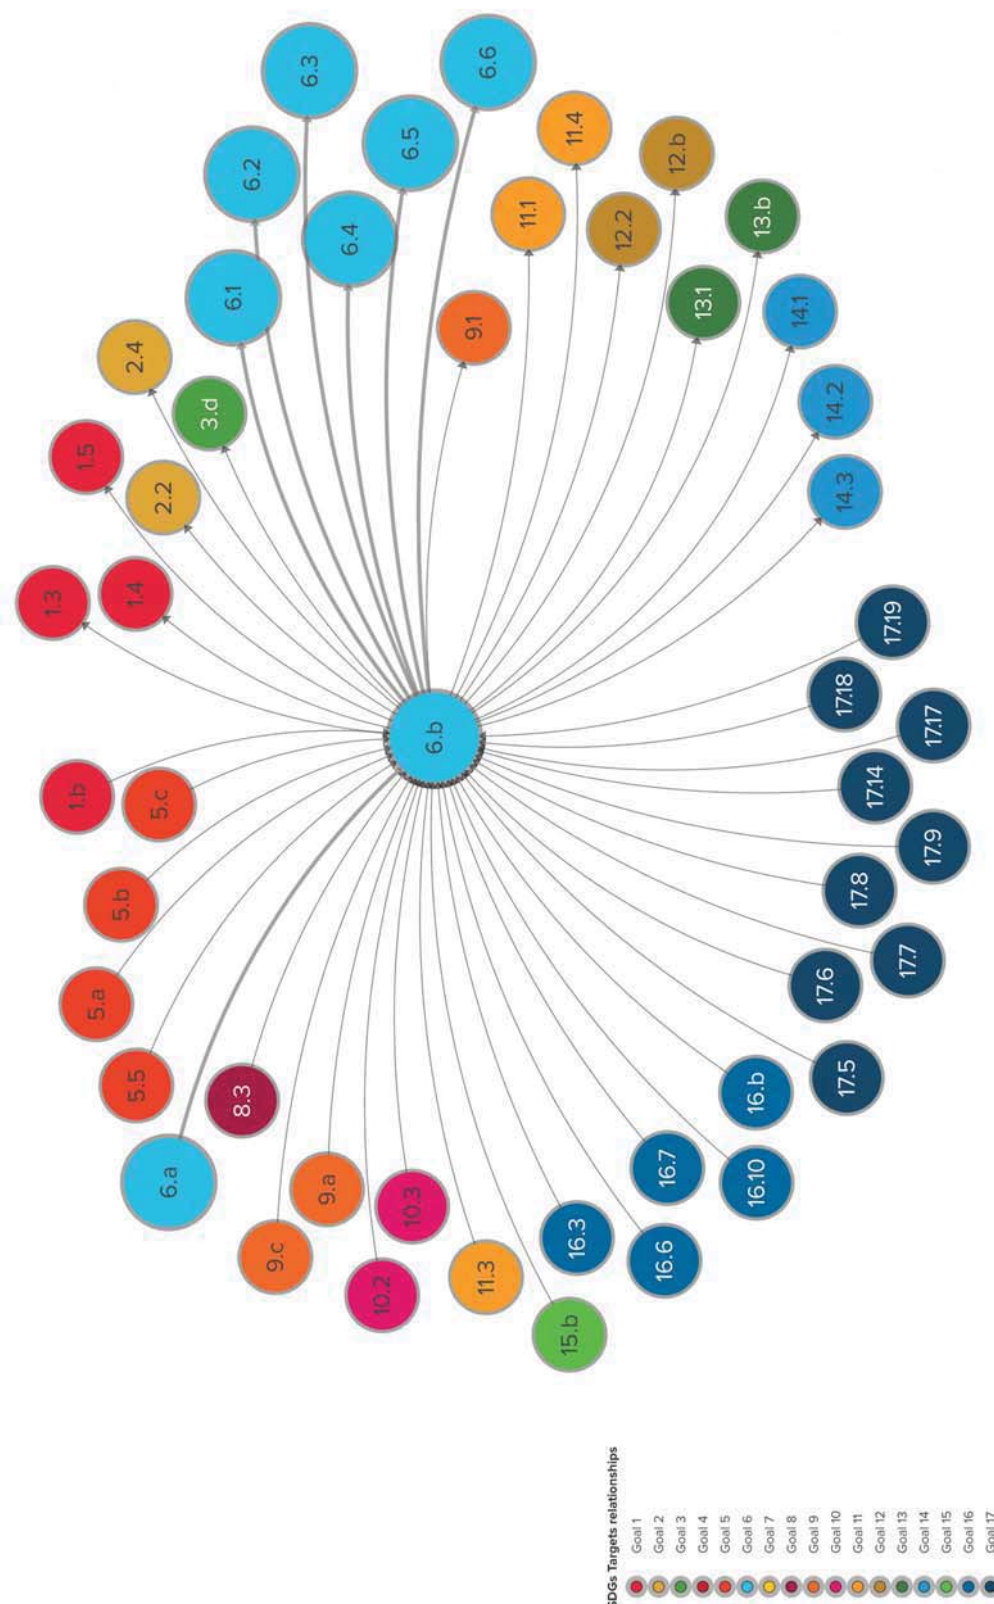 1.3
1.b
1.5
5.a
5.b
2.4
1.4
5.5
5.c
2.2
6.a
3.d
6.1
8.3
6.2
9.c
6.3
9.a
6.4
10.2
6.5
10.3
6.b
9.1
11.3
6.6
11.1
15.b
11.4
16.3
12.2
16.6
16.7
12.b
13.1
16.10
16.b
13.b
14.1
17.6
14.2
14.3
17.18
17.5
17.8
17.14
17.19
17.7
17.9
17.17
SDGs Targets relationships
Goal 1
Goal 2
Goal 3
Goal 4
Goal 5
Goal 6
Goal 7
Goal 8
Goal 9
Goal 10
Goal 11
Goal 12
Goal 13
Goal 14
Goal 15
Goal 16
Goal 17